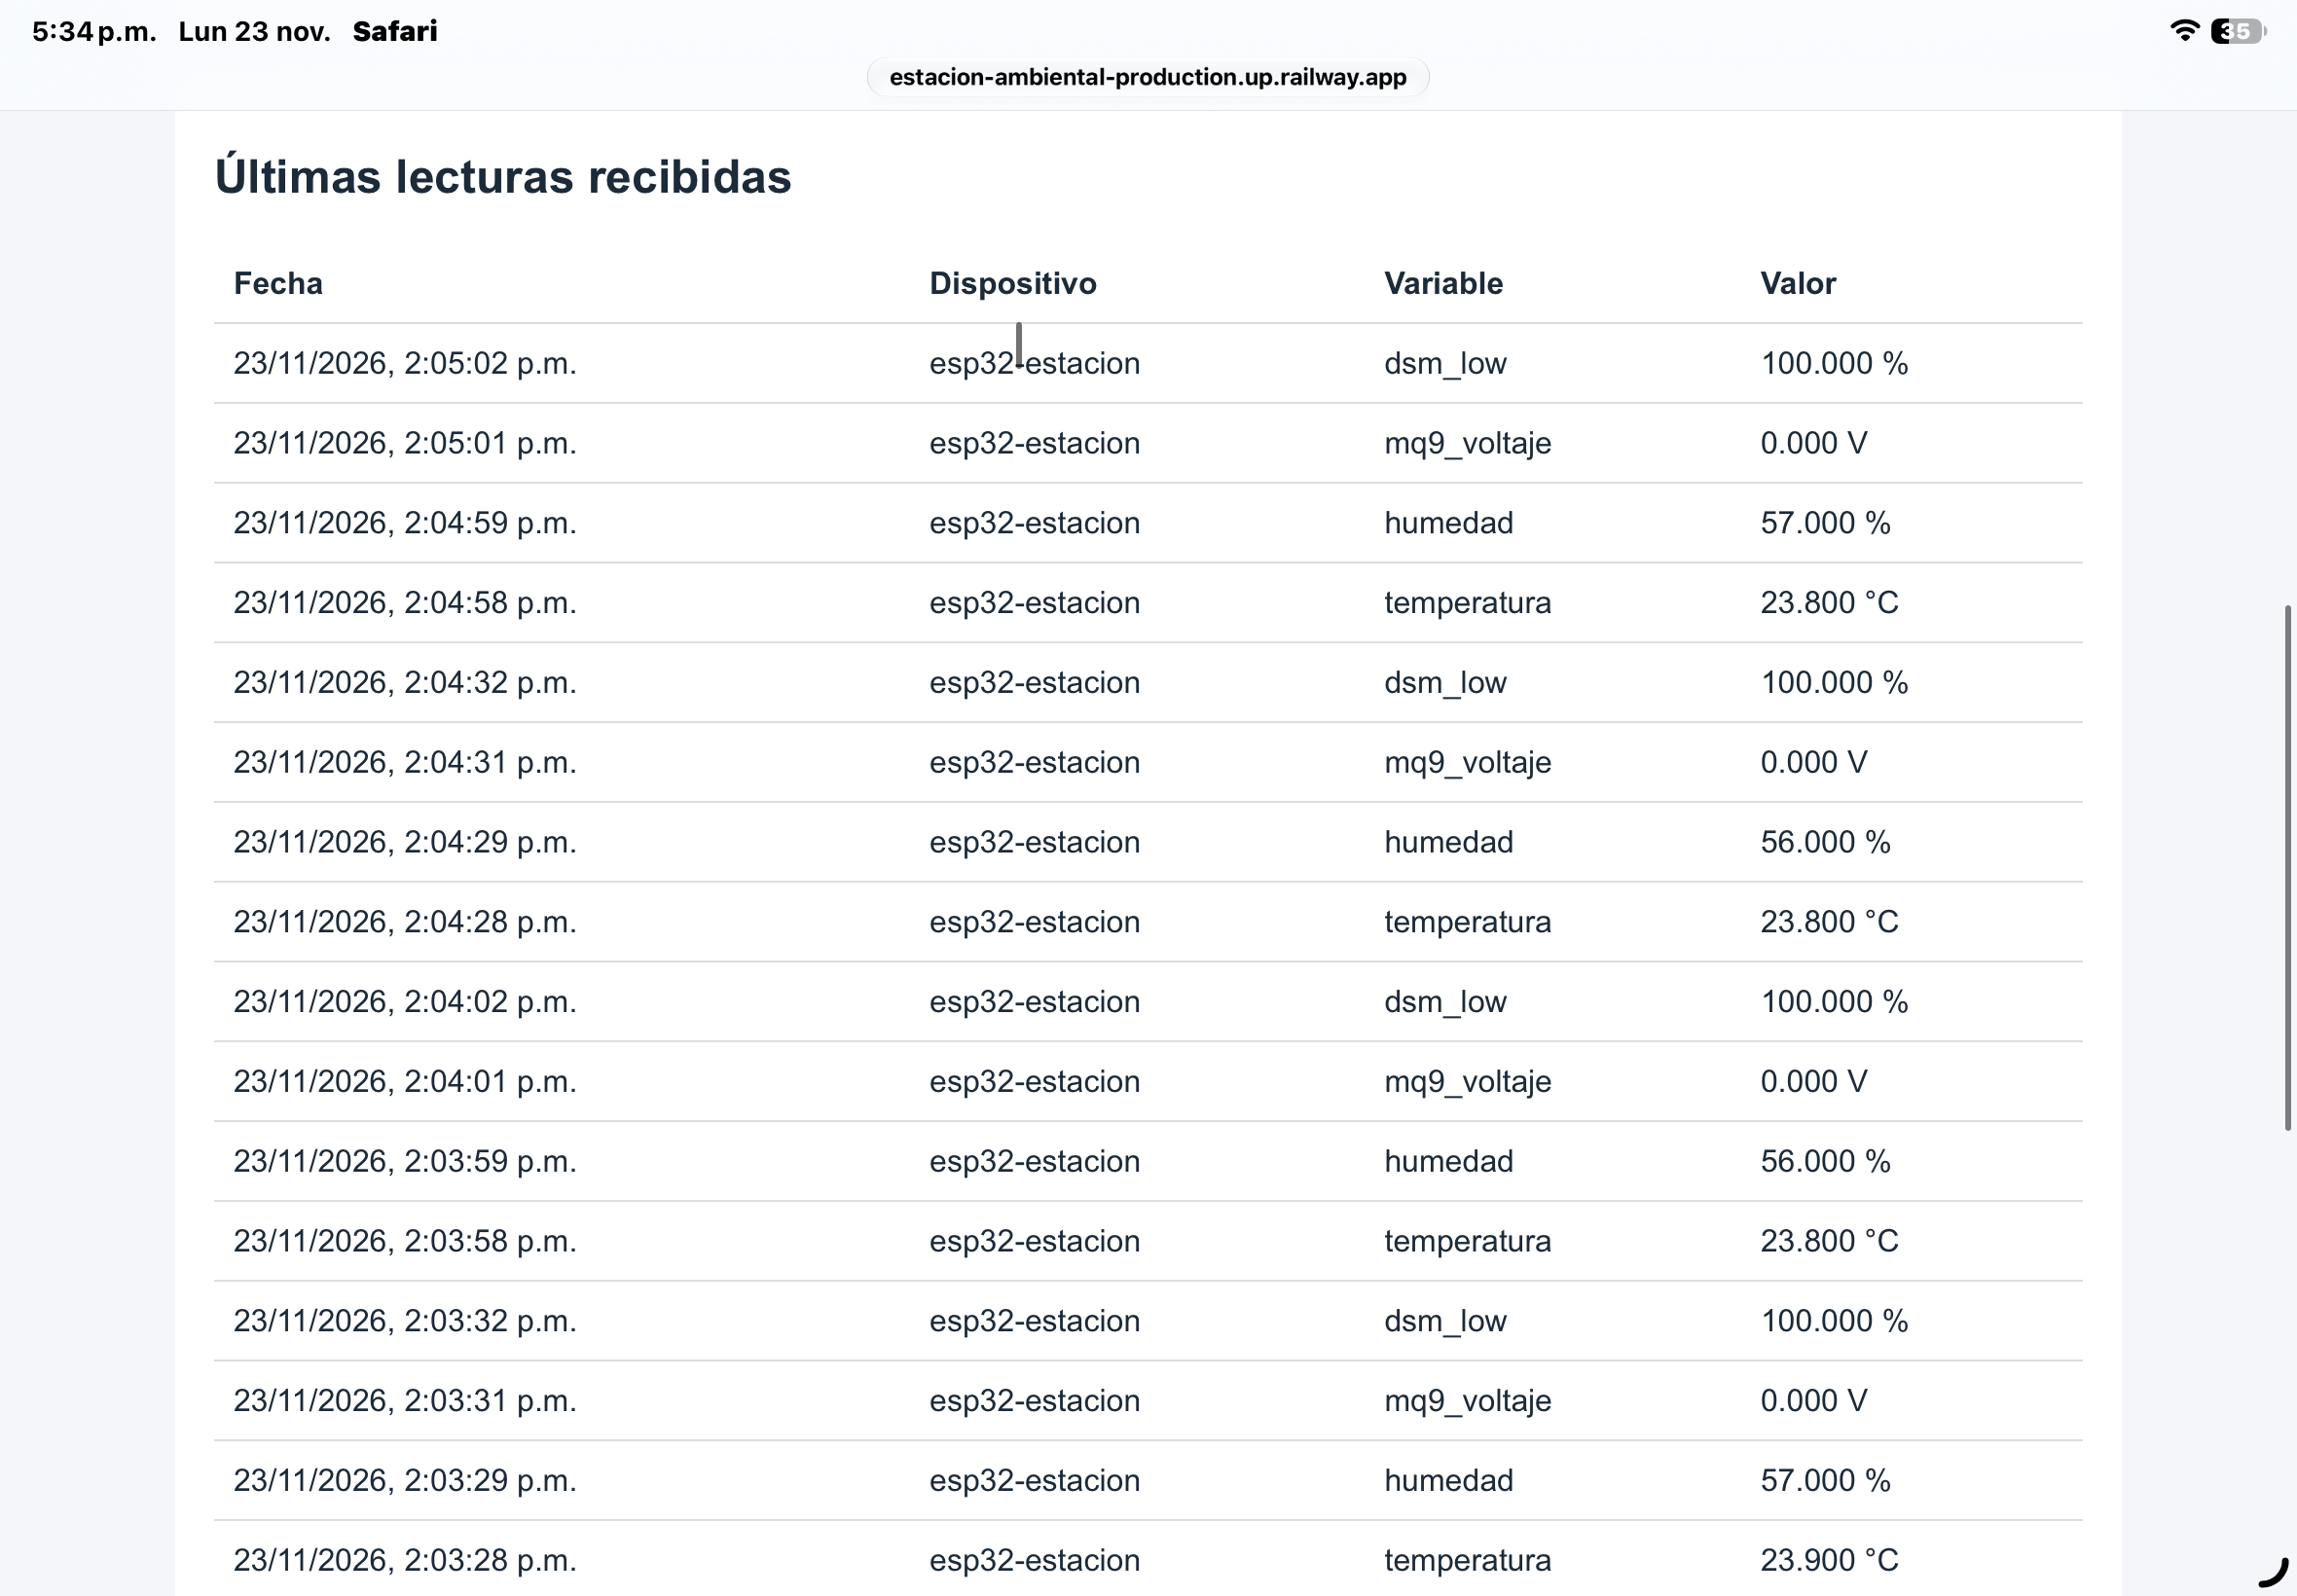 5:34 p.m. Lun 23 nov. Safari 35
estacion-ambiental-production.up.railway.app
Últimas lecturas recibidas
Fecha Dispositivo Variable Valor
23/11/2026, 2:05:02 p.m. esp32-estacion dsm_low 100.000 %
23/11/2026, 2:05:01 p.m. esp32-estacion mq9_voltaje 0.000 V
23/11/2026, 2:04:59 p.m. esp32-estacion humedad 57.000 %
23/11/2026, 2:04:58 p.m. esp32-estacion temperatura 23.800 °C
23/11/2026, 2:04:32 p.m. esp32-estacion dsm_low 100.000 %
23/11/2026, 2:04:31 p.m. esp32-estacion mq9_voltaje 0.000 V
23/11/2026, 2:04:29 p.m. esp32-estacion humedad 56.000 %
23/11/2026, 2:04:28 p.m. esp32-estacion temperatura 23.800 °C
23/11/2026, 2:04:02 p.m. esp32-estacion dsm_low 100.000 %
23/11/2026, 2:04:01 p.m. esp32-estacion mq9_voltaje 0.000 V
23/11/2026, 2:03:59 p.m. esp32-estacion humedad 56.000 %
23/11/2026, 2:03:58 p.m. esp32-estacion temperatura 23.800 °C
23/11/2026, 2:03:32 p.m. esp32-estacion dsm_low 100.000 %
23/11/2026, 2:03:31 p.m. esp32-estacion mq9_voltaje 0.000 V
23/11/2026, 2:03:29 p.m. esp32-estacion humedad 57.000 %
23/11/2026, 2:03:28 p.m. esp32-estacion temperatura 23.900 °C